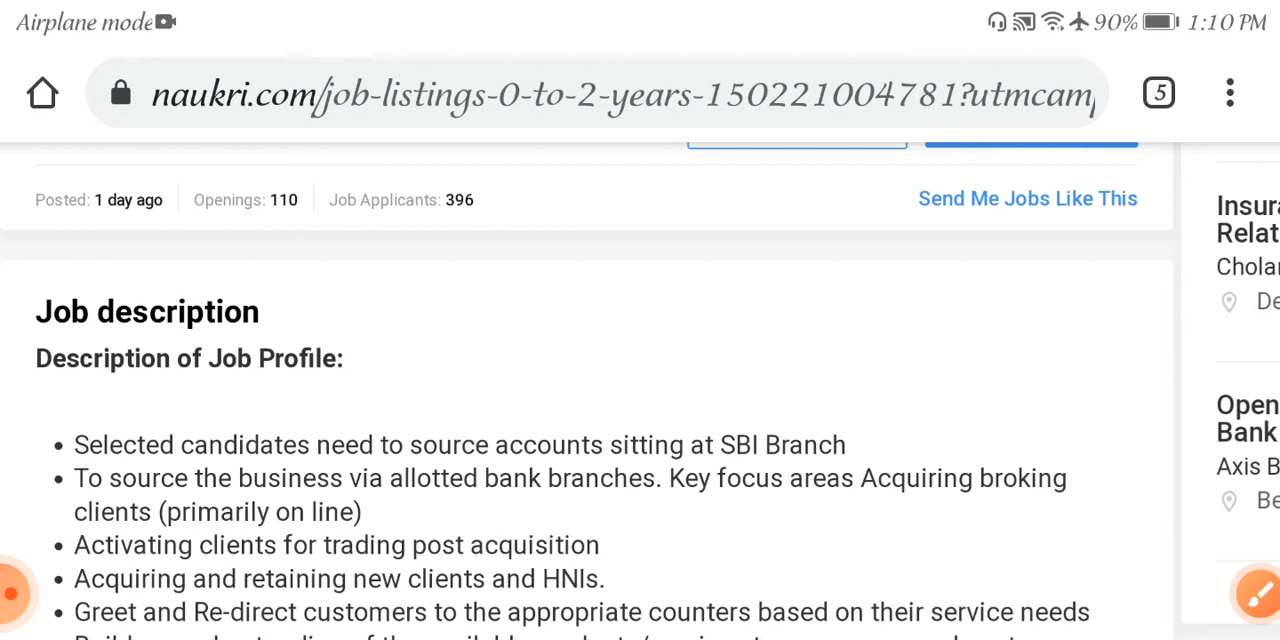 Airplane mode 90% 1:10 PM
naukri.com/job-listings-0-to-2-years-150221004781?utmcam 5
Posted: 1 day ago Openings: 110 Job Applicants: 396 Send Me Jobs Like This
Job description
Description of Job Profile:
• Selected candidates need to source accounts sitting at SBI Branch
• To source the business via allotted bank branches. Key focus areas Acquiring broking
clients (primarily on line)
• Activating clients for trading post acquisition
• Acquiring and retaining new clients and HNIs.
• Greet and Re-direct customers to the appropriate counters based on their service needs
Insura
Relat
Cholar
De
Open
Bank
Axis B
Be